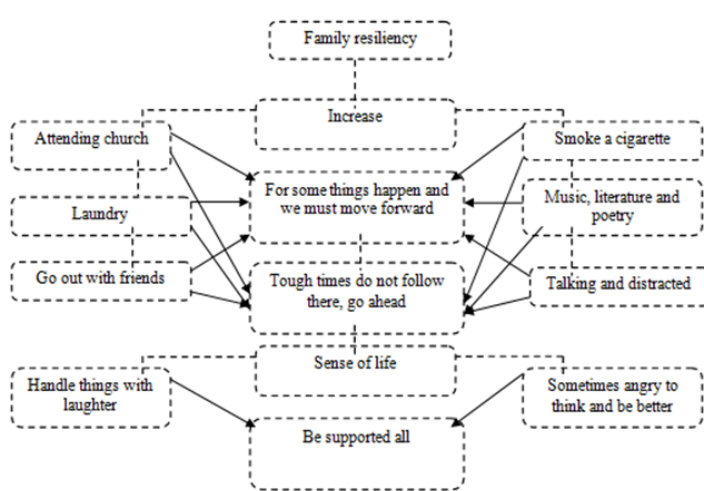 Family resiliency
Increase
Attending church
Smoke a cigarette
For some things happen and
we must move forward
Laundry
Music, literature and
poetry
Go out with friends
Tough times do not follow
there, go ahead
Talking and distracted
Sense of life
Handle things with
laughter
Sometimes angry to
think and be better
Be supported all